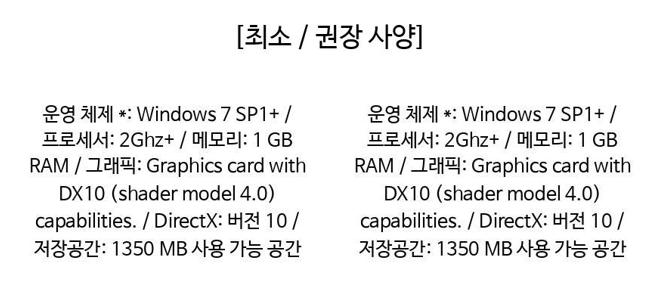 [최소 / 권장 사양]
운영 체제 *: Windows 7 SP1+ /
프로세서: 2Ghz+ / 메모리: 1 GB
RAM / 그래픽: Graphics card with
DX10 (shader model 4.0)
capabilities. / DirectX: 버전 10 /
저장공간: 1350 MB 사용 가능 공간
운영 체제 *: Windows 7 SP1+ /
프로세서: 2Ghz+ / 메모리: 1 GB
RAM / 그래픽: Graphics card with
DX10 (shader model 4.0)
capabilities. / DirectX: 버전 10 /
저장공간: 1350 MB 사용 가능 공간